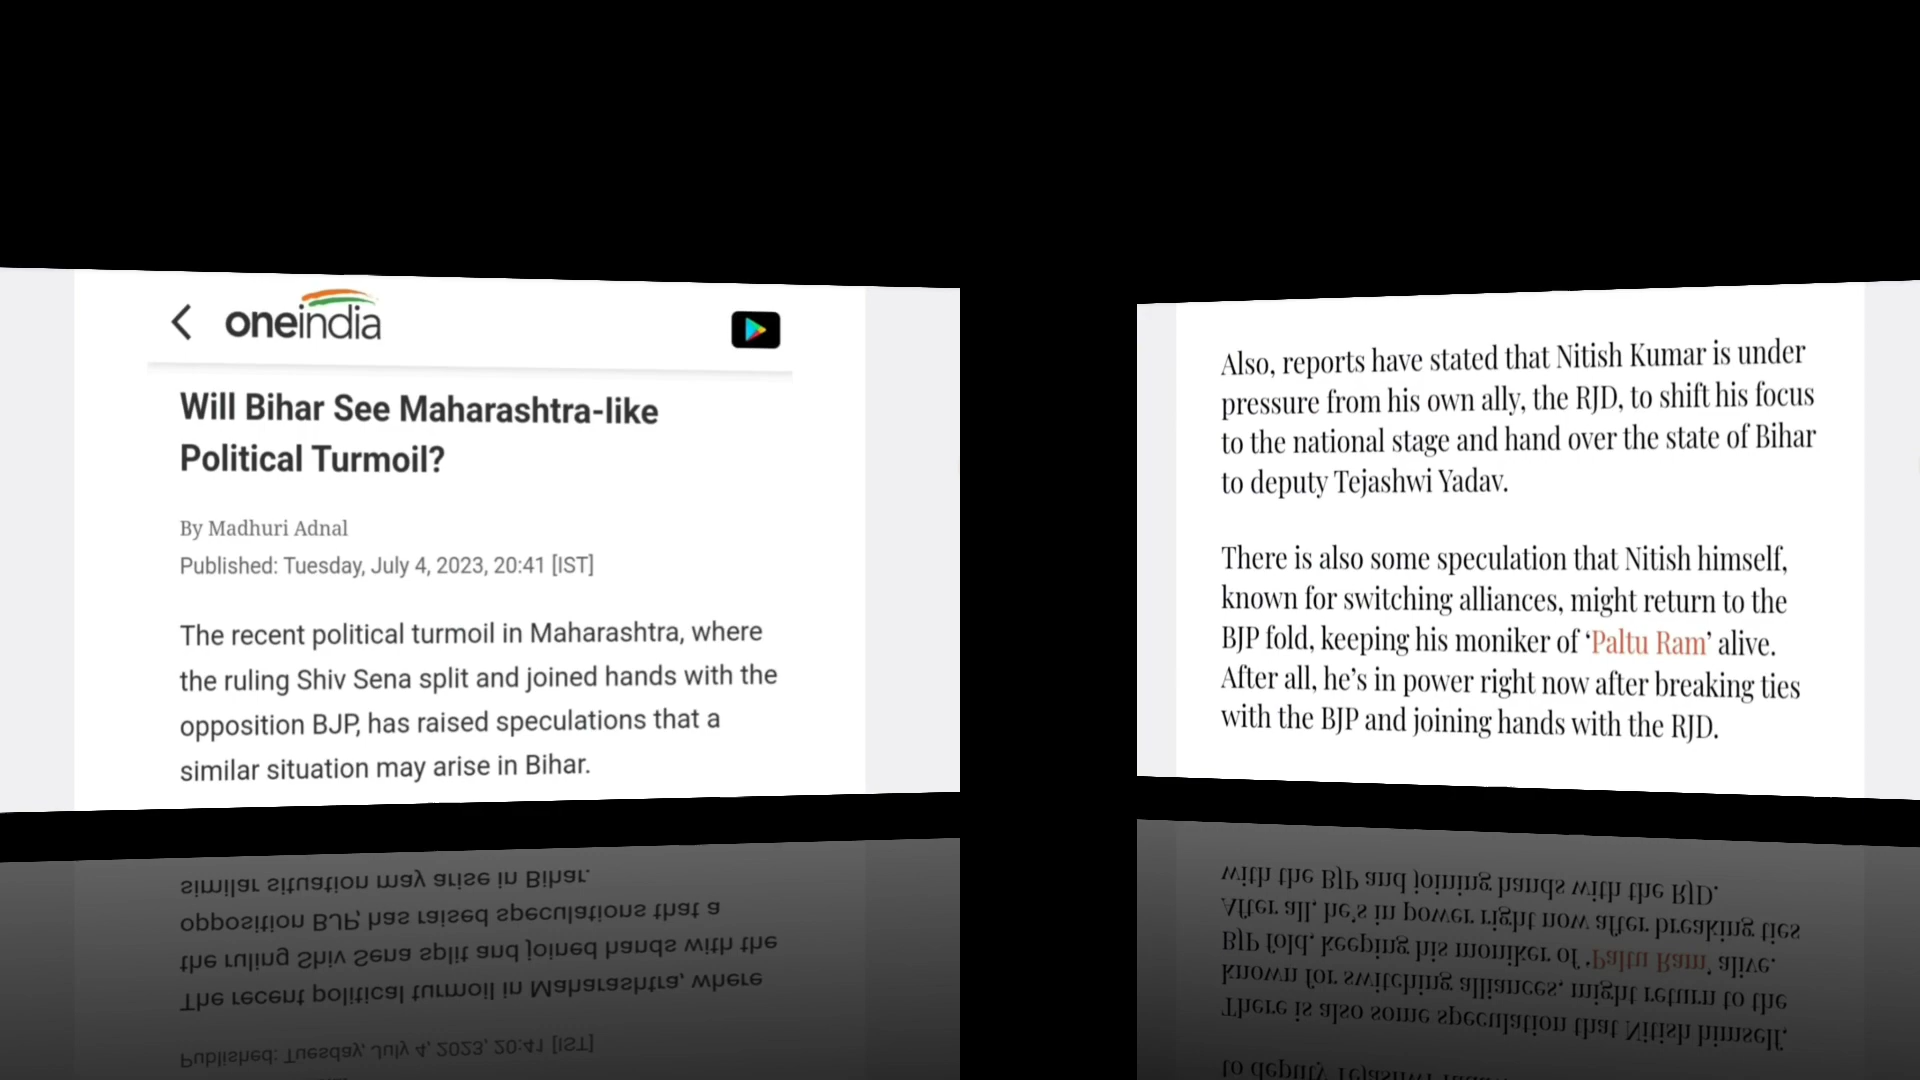 oneindia
Will Bihar See Maharashtra-like
Political Turmoil?
By Madhuri Adnal
Published: Tuesday, July 4, 2023, 20:41 [IST]
The recent political turmoil in Maharashtra, where
the ruling Shiv Sena split and joined hands with the
opposition BJP, has raised speculations that a
similar situation may arise in Bihar.
Also, reports have stated that Nitish Kumar is under
pressure from his own ally, the RJD, to shift his focus
to the national stage and hand over the state of Bihar
to deputy Tejashwi Yadav.
There is also some speculation that Nitish himself,
known for switching alliances, might return to the
BJP fold, keeping his moniker of ‘Paltu Ram’ alive.
After all, he’s in power right now after breaking ties
with the BJP and joining hands with the RJD.